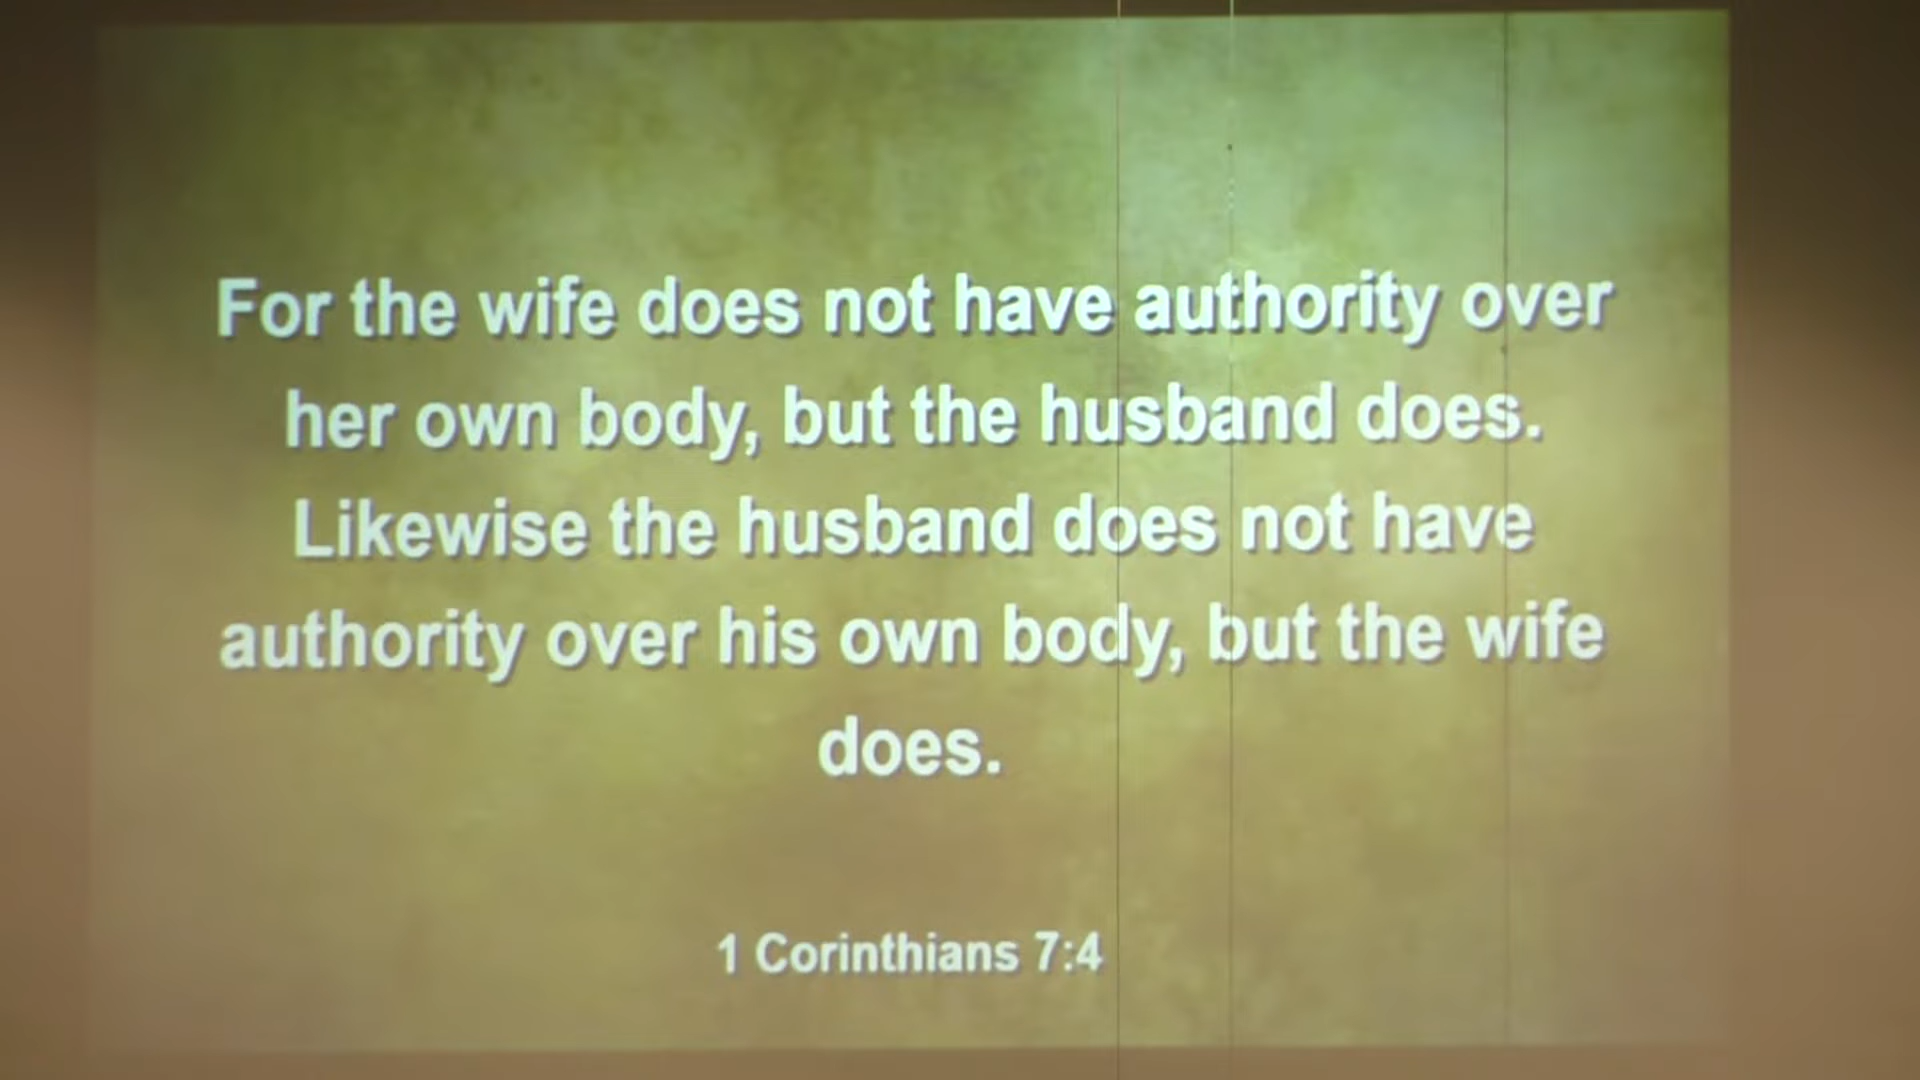 For the wife does not have authority over
her own body, but the husband does.
Likewise the husband does not have
authority over his own body, but the wife
does.
1 Corinthians 7:4